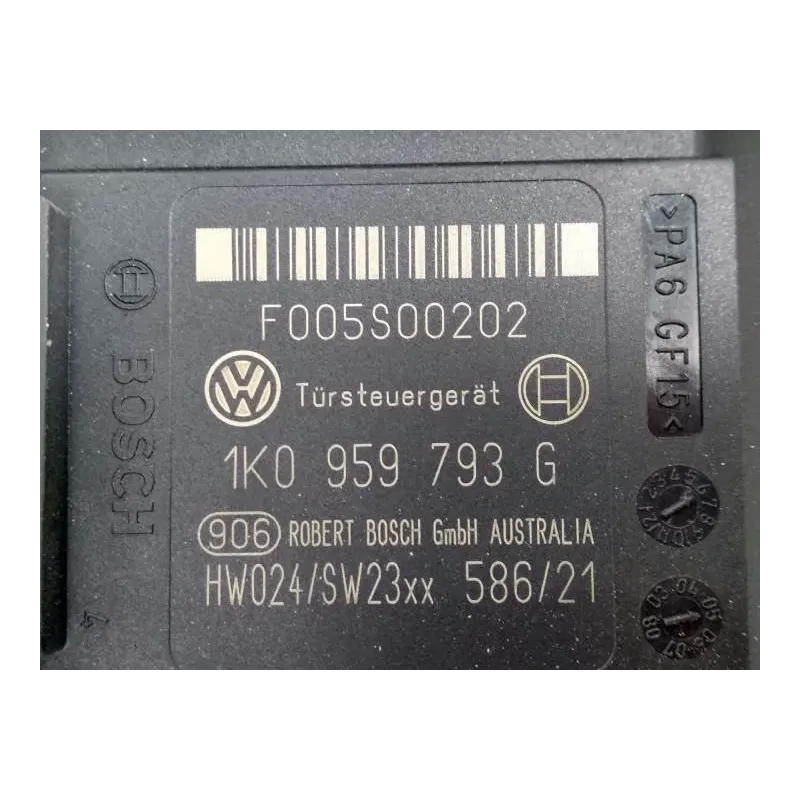 F005S00202
Türsteuergerät
1K0 959 793 G
906 ROBERT BOSCH GmbH AUSTRALIA
HW024/SW23xx 586/21
BOSCH
>PA6 GF15<